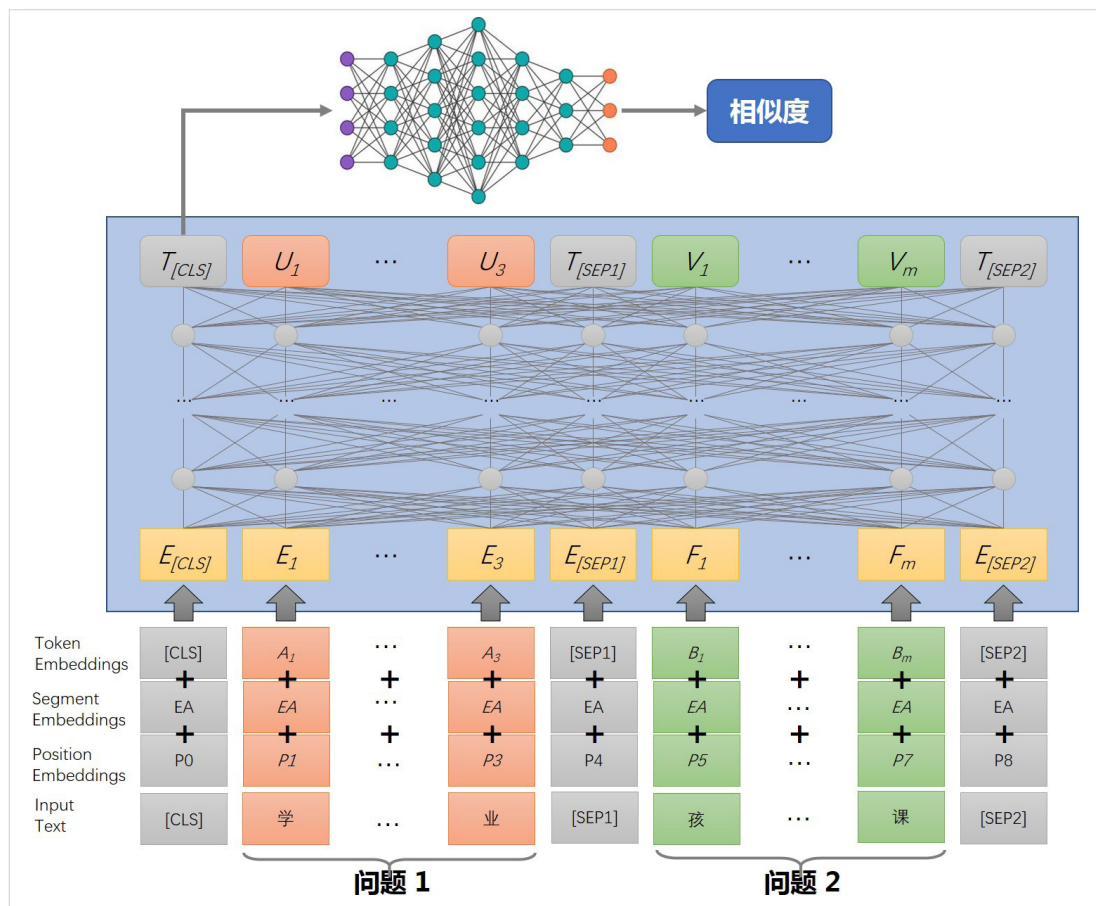 相似度
T[CLS] U1 ... U3 T[SEP1] V1 ... Vm T[SEP2]
... ... ... ... ... ... ... ... ...
E[CLS] E1 ... E3 E[SEP1] F1 ... Fm E[SEP2]
Token
Embeddings
[CLS] A1 ... A3 [SEP1] B1 ... Bm [SEP2]
+ + + + + + + + +
Segment
Embeddings
EA EA ... EA EA EA ... EA EA
+ + + + + + + + +
Position
Embeddings
P0 P1 ... P3 P4 P5 ... P7 P8
Input
Text
[CLS] 学 ... 业 [SEP1] 孩 ... 课 [SEP2]
问题 1 问题 2